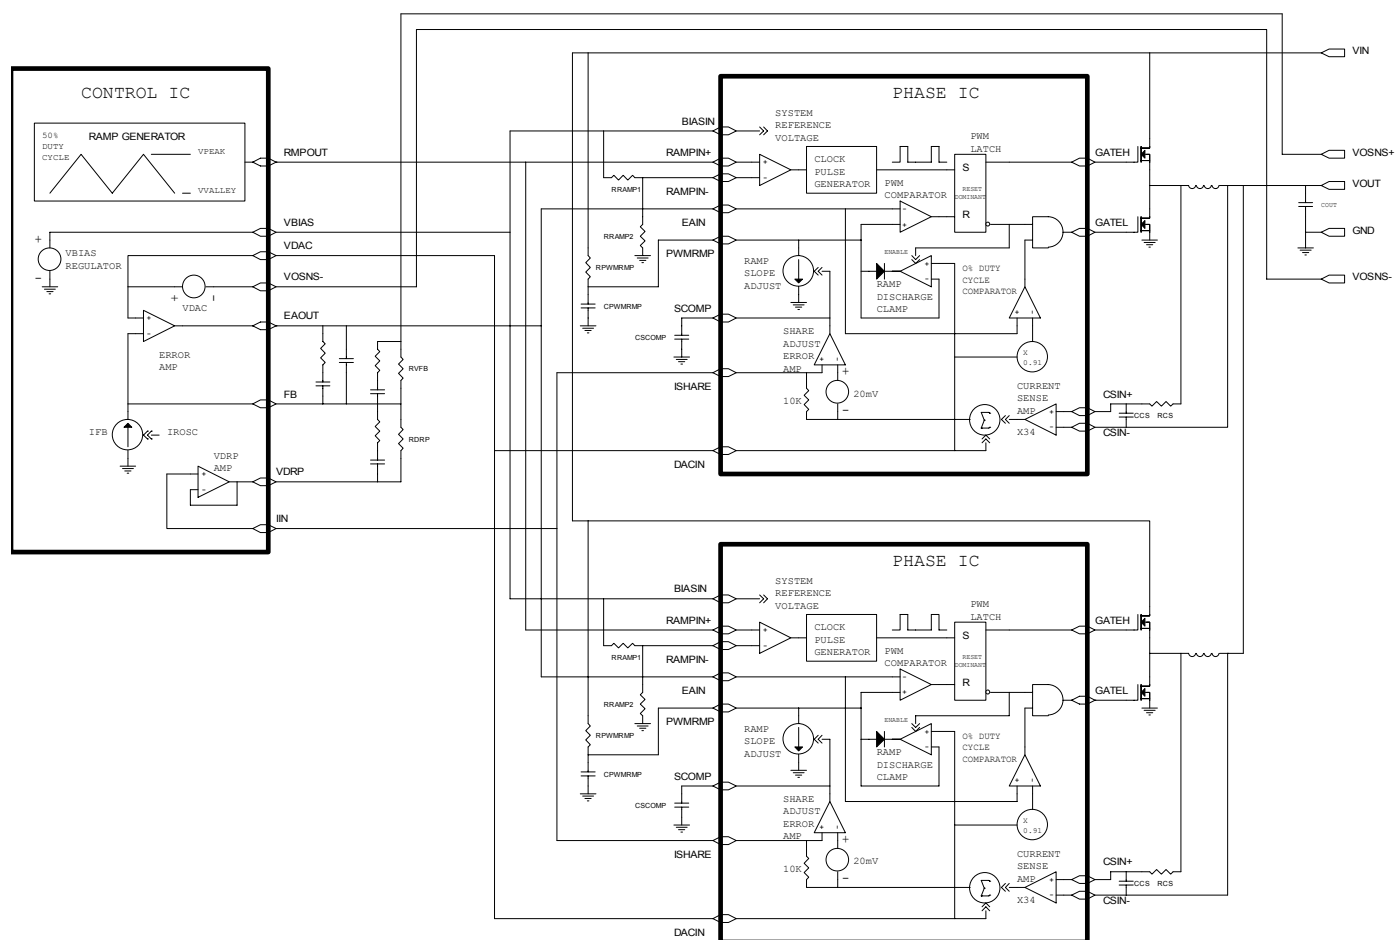 CONTROL IC
50%
DUTY
CYCLE
RAMP GENERATOR
VPEAK
VVALLEY
RMPOUT
VBIAS
VDAC
VOSNS-
EAOUT
FB
VDRP
IIN
+
-
VBIAS
REGULATOR
+
-
VDAC
+
-
ERROR
AMP
IFB
IROSC
VDRP
AMP
+
-
RVFB
RDRP
VIN
VOSNS+
VOUT
COUT
GND
VOSNS-
PHASE IC
BIASIN
RAMPIN+
RAMPIN-
EAIN
PWMRMP
SCOMP
ISHARE
DACIN
RRAMP1
RRAMP2
RPWMRMP
CPWMRMP
CSCOMP
SYSTEM
REFERENCE
VOLTAGE
+
-
CLOCK
PULSE
GENERATOR
PWM
LATCH
S
RESET
DOMINANT
R
PWM
COMPARATOR
-
+
ENABLE
+
-
RAMP
SLOPE
ADJUST
RAMP
DISCHARGE
CLAMP
0% DUTY
CYCLE
COMPARATOR
+
-
X
0.91
SHARE
ADJUST
ERROR
AMP
+
-
+
-
10K
20mV
Σ
CURRENT
SENSE
AMP
X34
+
-
GATEH
GATEL
CSIN+
CSIN-
CCS
RCS
PHASE IC
BIASIN
RAMPIN+
RAMPIN-
EAIN
PWMRMP
SCOMP
ISHARE
DACIN
RRAMP1
RRAMP2
RPWMRMP
CPWMRMP
CSCOMP
SYSTEM
REFERENCE
VOLTAGE
+
-
CLOCK
PULSE
GENERATOR
PWM
LATCH
S
RESET
DOMINANT
R
PWM
COMPARATOR
-
+
ENABLE
+
-
RAMP
SLOPE
ADJUST
RAMP
DISCHARGE
CLAMP
0% DUTY
CYCLE
COMPARATOR
+
-
X
0.91
SHARE
ADJUST
ERROR
AMP
+
-
+
-
10K
20mV
Σ
CURRENT
SENSE
AMP
X34
+
-
GATEH
GATEL
CSIN+
CSIN-
CCS
RCS